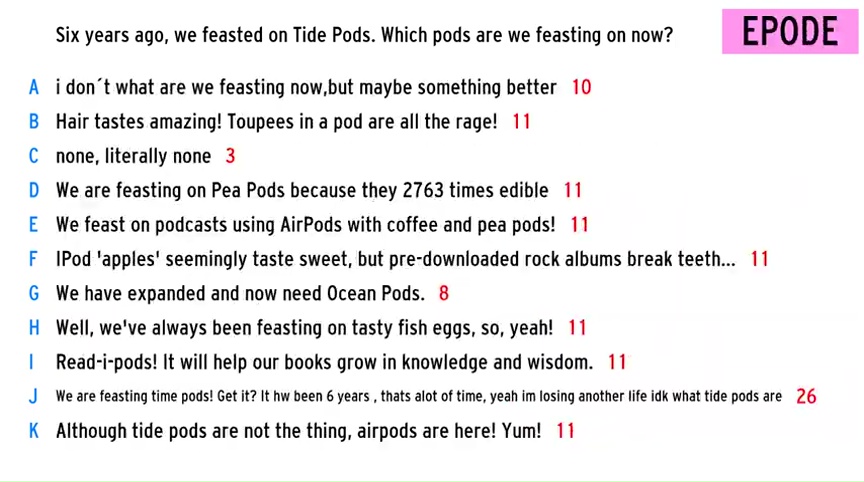 Six years ago, we feasted on Tide Pods. Which pods are we feasting on now?
EPODE
A i don´t what are we feasting now,but maybe something better 10
B Hair tastes amazing! Toupees in a pod are all the rage! 11
C none, literally none 3
D We are feasting on Pea Pods because they 2763 times edible 11
E We feast on podcasts using AirPods with coffee and pea pods! 11
F IPod 'apples' seemingly taste sweet, but pre-downloaded rock albums break teeth... 11
G We have expanded and now need Ocean Pods. 8
H Well, we've always been feasting on tasty fish eggs, so, yeah! 11
I Read-i-pods! It will help our books grow in knowledge and wisdom. 11
J We are feasting time pods! Get it? It hw been 6 years , thats alot of time, yeah im losing another life idk what tide pods are 26
K Although tide pods are not the thing, airpods are here! Yum! 11